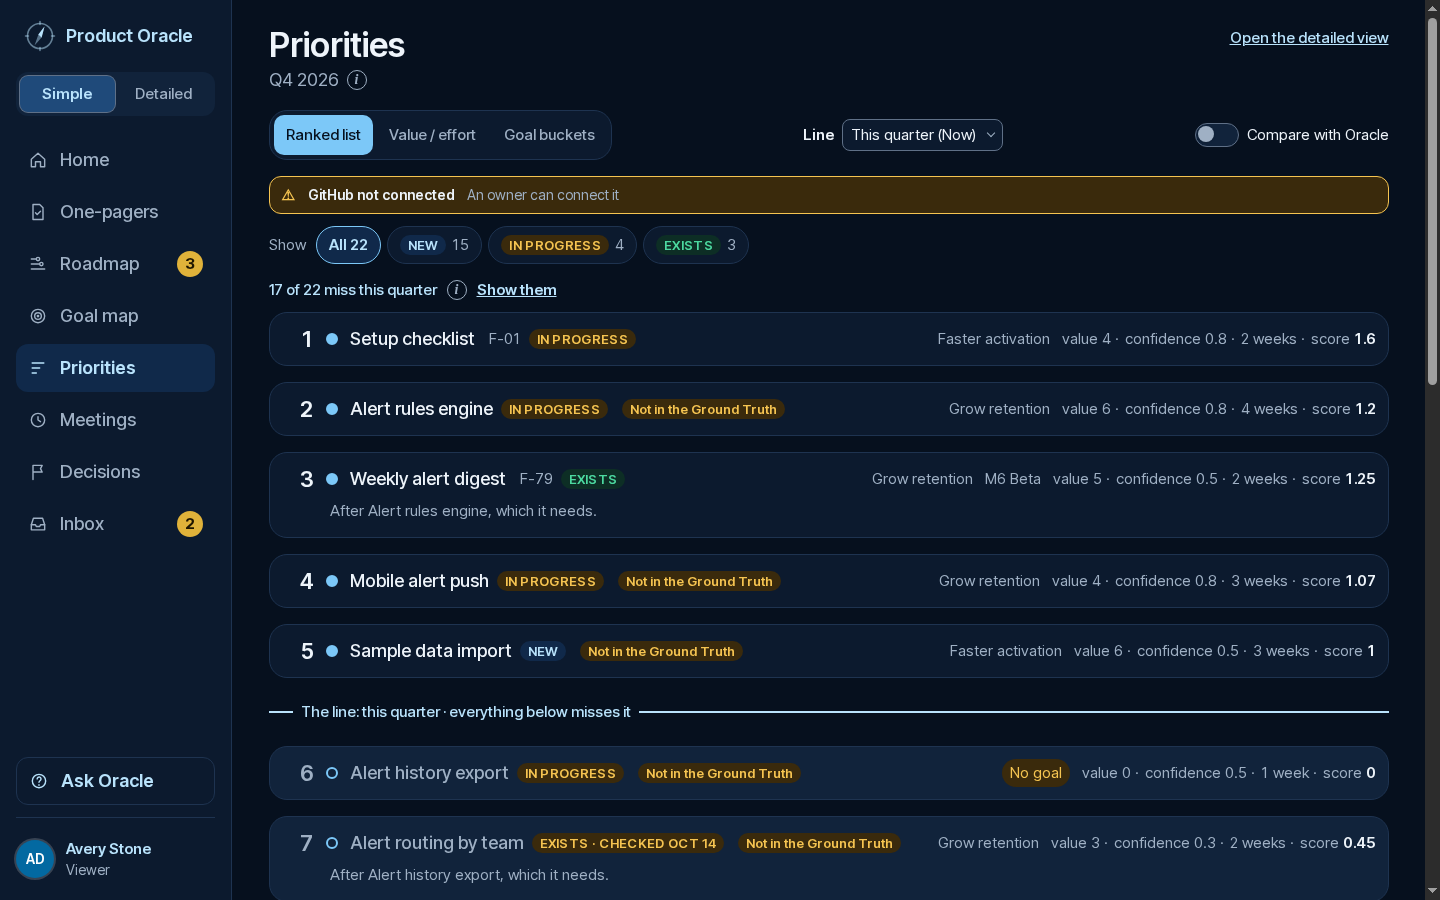 Product Oracle
Simple Detailed
Home
One-pagers
Roadmap 3
Goal map
Priorities
Meetings
Decisions
Inbox 2
Ask Oracle
AD Avery Stone
Viewer
Priorities
Open the detailed view
Q4 2026 i
Ranked list Value / effort Goal buckets
Line This quarter (Now)
Compare with Oracle
⚠ GitHub not connected An owner can connect it
Show All 22 NEW 15 IN PROGRESS 4 EXISTS 3
17 of 22 miss this quarter i Show them
1 Setup checklist F-01 IN PROGRESS Faster activation value 4 · confidence 0.8 · 2 weeks · score 1.6
2 Alert rules engine IN PROGRESS Not in the Ground Truth Grow retention value 6 · confidence 0.8 · 4 weeks · score 1.2
3 Weekly alert digest F-79 EXISTS Grow retention M6 Beta value 5 · confidence 0.5 · 2 weeks · score 1.25
After Alert rules engine, which it needs.
4 Mobile alert push IN PROGRESS Not in the Ground Truth Grow retention value 4 · confidence 0.8 · 3 weeks · score 1.07
5 Sample data import NEW Not in the Ground Truth Faster activation value 6 · confidence 0.5 · 3 weeks · score 1
The line: this quarter · everything below misses it
6 Alert history export IN PROGRESS Not in the Ground Truth No goal value 0 · confidence 0.5 · 1 week · score 0
7 Alert routing by team EXISTS · CHECKED OCT 14 Not in the Ground Truth Grow retention value 3 · confidence 0.3 · 2 weeks · score 0.45
After Alert history export, which it needs.